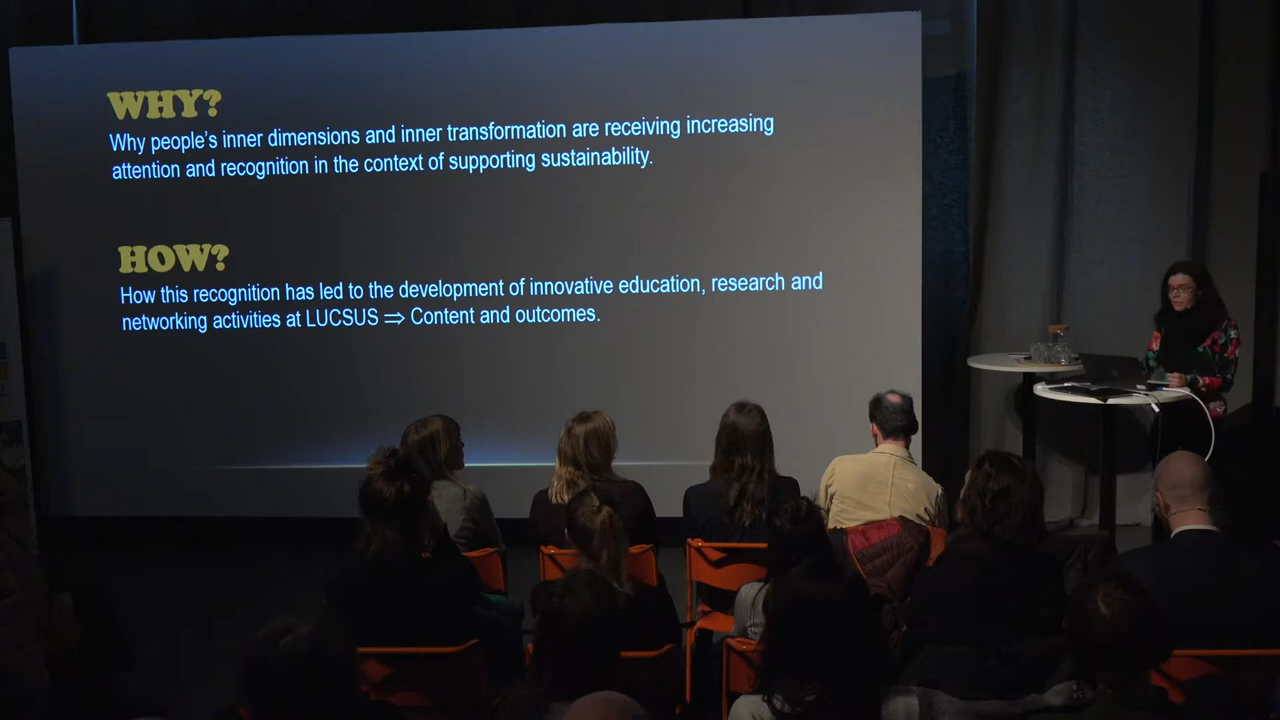 WHY?
Why people's inner dimensions and inner transformation are receiving increasing
attention and recognition in the context of supporting sustainability.
HOW?
How this recognition has led to the development of innovative education, research and
networking activities at LUCSUS ⇒ Content and outcomes.